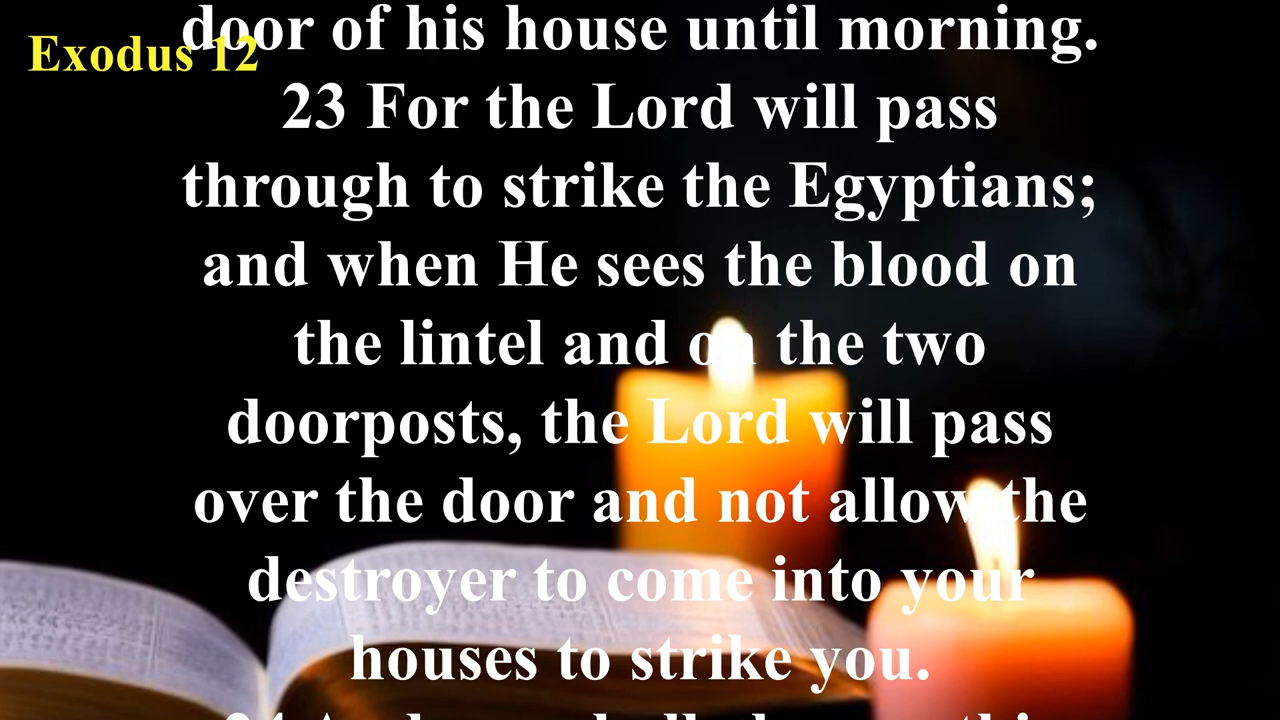 door of his house until morning.
Exodus 12
23 For the Lord will pass
through to strike the Egyptians;
and when He sees the blood on
the lintel and on the two
doorposts, the Lord will pass
over the door and not allow the
destroyer to come into your
houses to strike you.